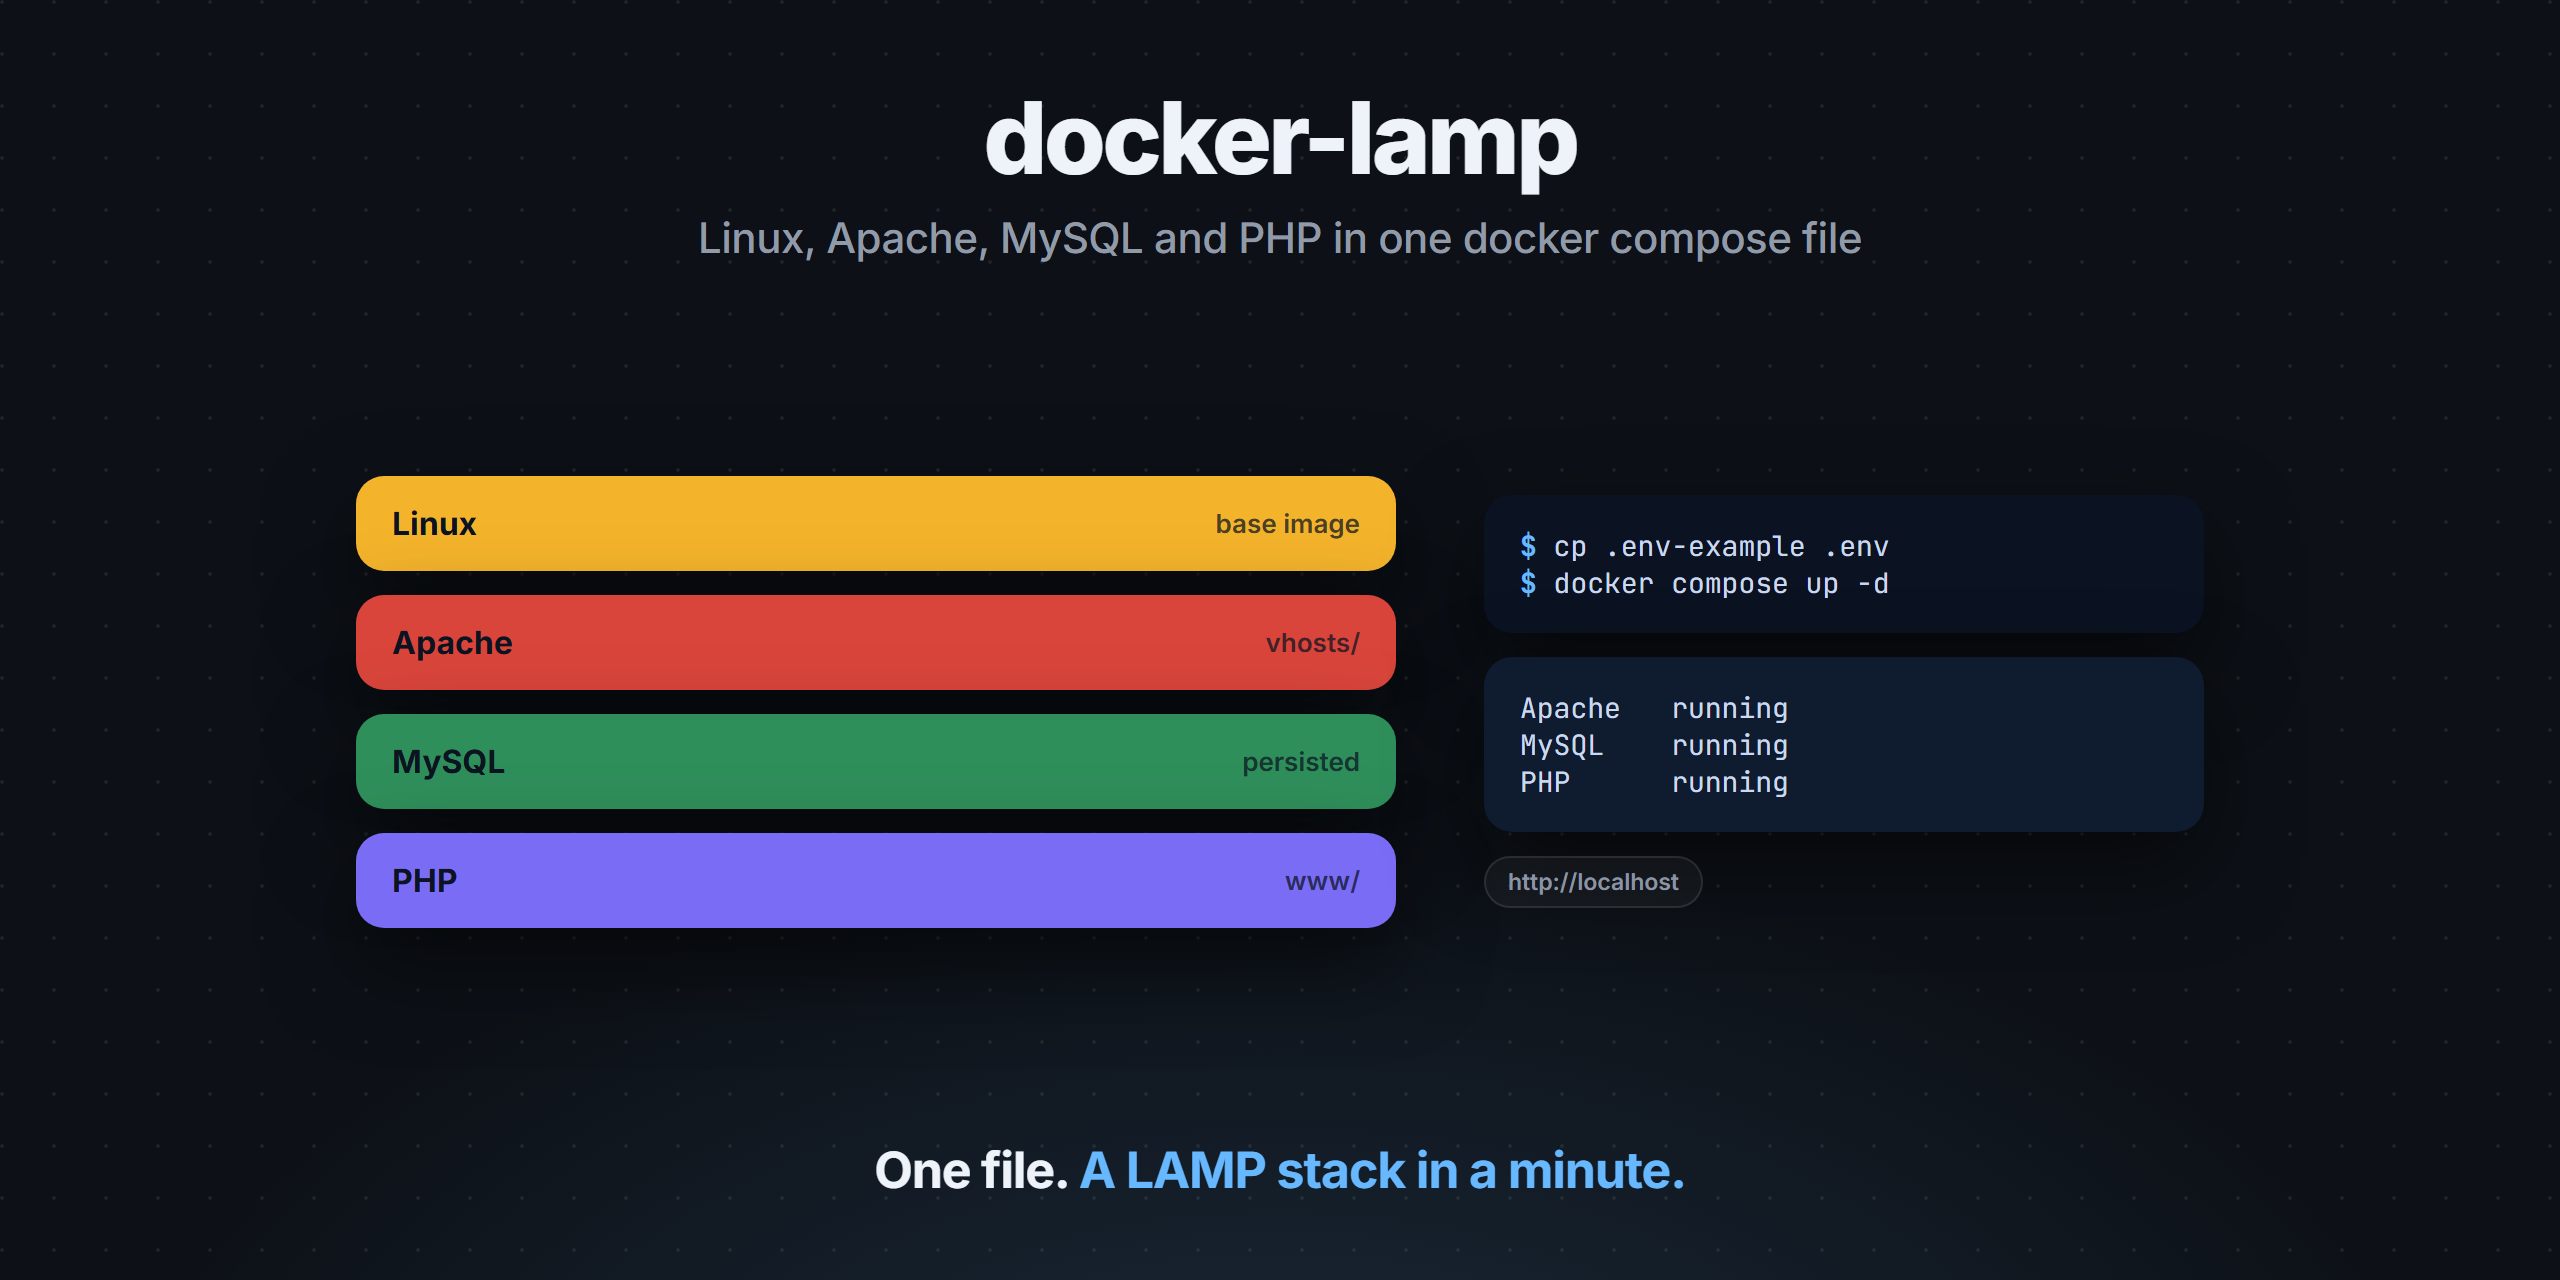 docker-lamp
Linux, Apache, MySQL and PHP in one docker compose file
Linux base image
Apache vhosts/
MySQL persisted
PHP www/
$ cp .env-example .env
$ docker compose up -d
Apache running
MySQL running
PHP running
http://localhost
One file. A LAMP stack in a minute.